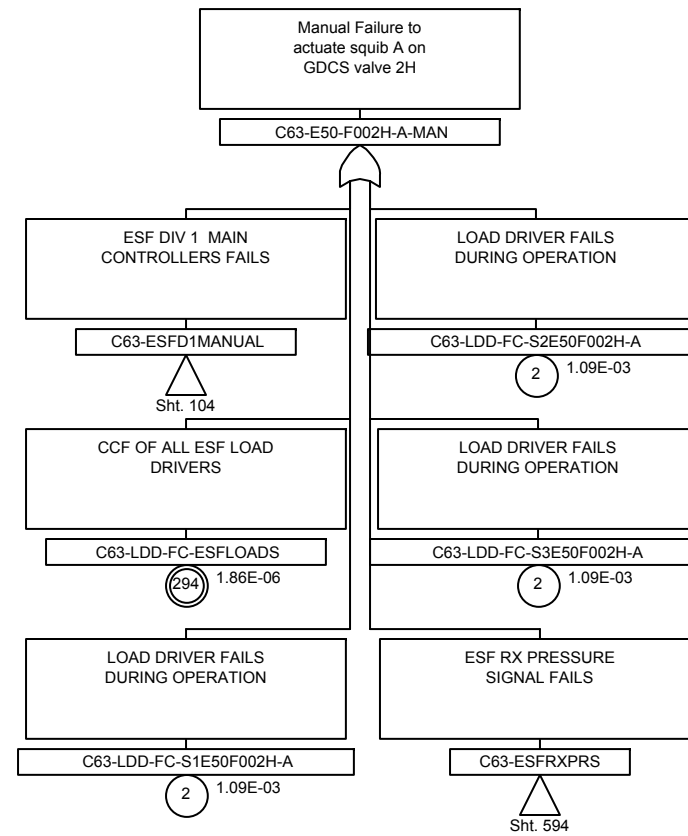 Manual Failure to
actuate squib A on
GDCS valve 2H
C63-E50-F002H-A-MAN
ESF DIV 1 MAIN
CONTROLLERS FAILS
C63-ESFD1MANUAL
Sht. 104
LOAD DRIVER FAILS
DURING OPERATION
C63-LDD-FC-S2E50F002H-A
2
1.09E-03
CCF OF ALL ESF LOAD
DRIVERS
C63-LDD-FC-ESFLOADS
294
1.86E-06
LOAD DRIVER FAILS
DURING OPERATION
C63-LDD-FC-S3E50F002H-A
2
1.09E-03
LOAD DRIVER FAILS
DURING OPERATION
C63-LDD-FC-S1E50F002H-A
2
1.09E-03
ESF RX PRESSURE
SIGNAL FAILS
C63-ESFRXPRS
Sht. 594